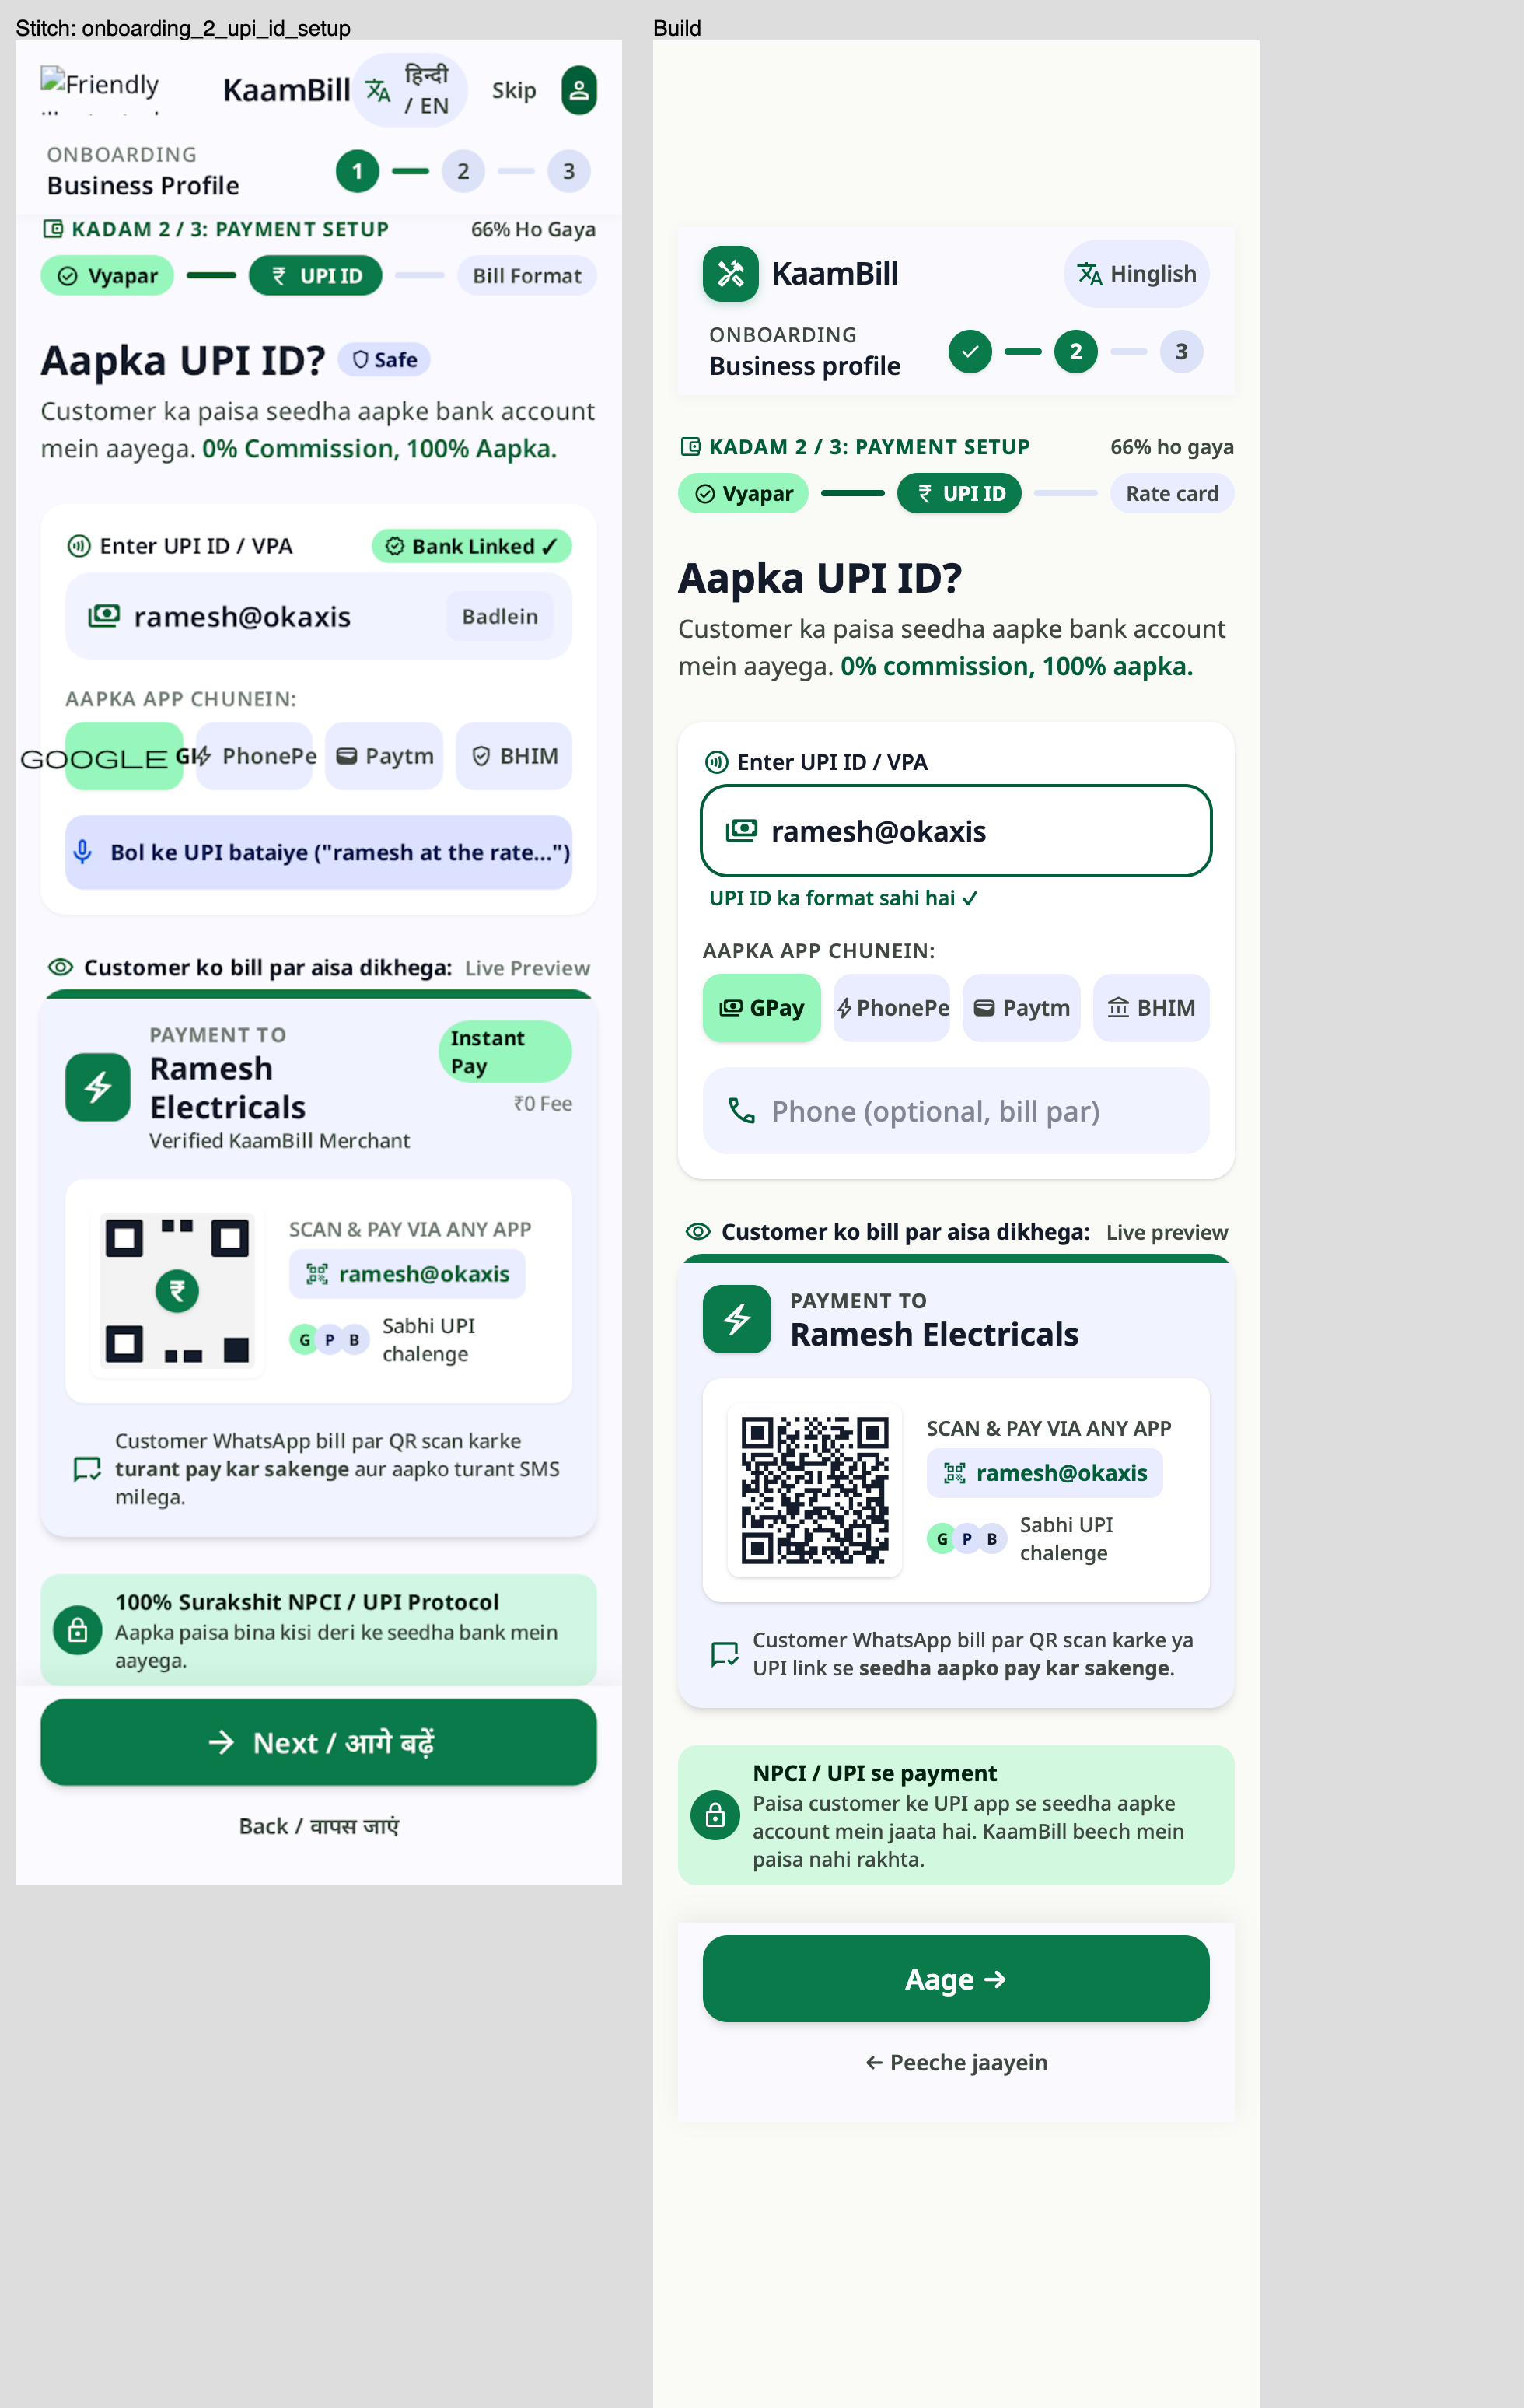 Stitch: onboarding_2_upi_id_setup
Friendly
KaamBill
हिन्दी
/ EN
Skip
ONBOARDING
Business Profile
1
2
3
KADAM 2 / 3: PAYMENT SETUP
66% Ho Gaya
Vyapar
₹ UPI ID
Bill Format
Aapka UPI ID?
Safe
Customer ka paisa seedha aapke bank account
mein aayega. 0% Commission, 100% Aapka.
Enter UPI ID / VPA
Bank Linked ✓
ramesh@okaxis
Badlein
AAPKA APP CHUNEIN:
GOOGLE
PhonePe
Paytm
BHIM
Bol ke UPI bataiye ("ramesh at the rate...")
Customer ko bill par aisa dikhega:
Live Preview
PAYMENT TO
Ramesh
Electricals
Verified KaamBill Merchant
Instant
Pay
₹0 Fee
₹
SCAN & PAY VIA ANY APP
ramesh@okaxis
G P B
Sabhi UPI
chalenge
Customer WhatsApp bill par QR scan karke
turant pay kar sakenge aur aapko turant SMS
milega.
100% Surakshit NPCI / UPI Protocol
Aapka paisa bina kisi deri ke seedha bank mein
aayega.
Next / आगे बढ़ें
Back / वापस जाएं
Build
KaamBill
Hinglish
ONBOARDING
Business profile
2
3
KADAM 2 / 3: PAYMENT SETUP
66% ho gaya
Vyapar
₹ UPI ID
Rate card
Aapka UPI ID?
Customer ka paisa seedha aapke bank account
mein aayega. 0% commission, 100% aapka.
Enter UPI ID / VPA
ramesh@okaxis
UPI ID ka format sahi hai ✓
AAPKA APP CHUNEIN:
GPay
PhonePe
Paytm
BHIM
Phone (optional, bill par)
Customer ko bill par aisa dikhega:
Live preview
PAYMENT TO
Ramesh Electricals
SCAN & PAY VIA ANY APP
ramesh@okaxis
G P B
Sabhi UPI
chalenge
Customer WhatsApp bill par QR scan karke ya
UPI link se seedha aapko pay kar sakenge.
NPCI / UPI se payment
Paisa customer ke UPI app se seedha aapke
account mein jaata hai. KaamBill beech mein
paisa nahi rakhta.
Aage →
← Peeche jaayein